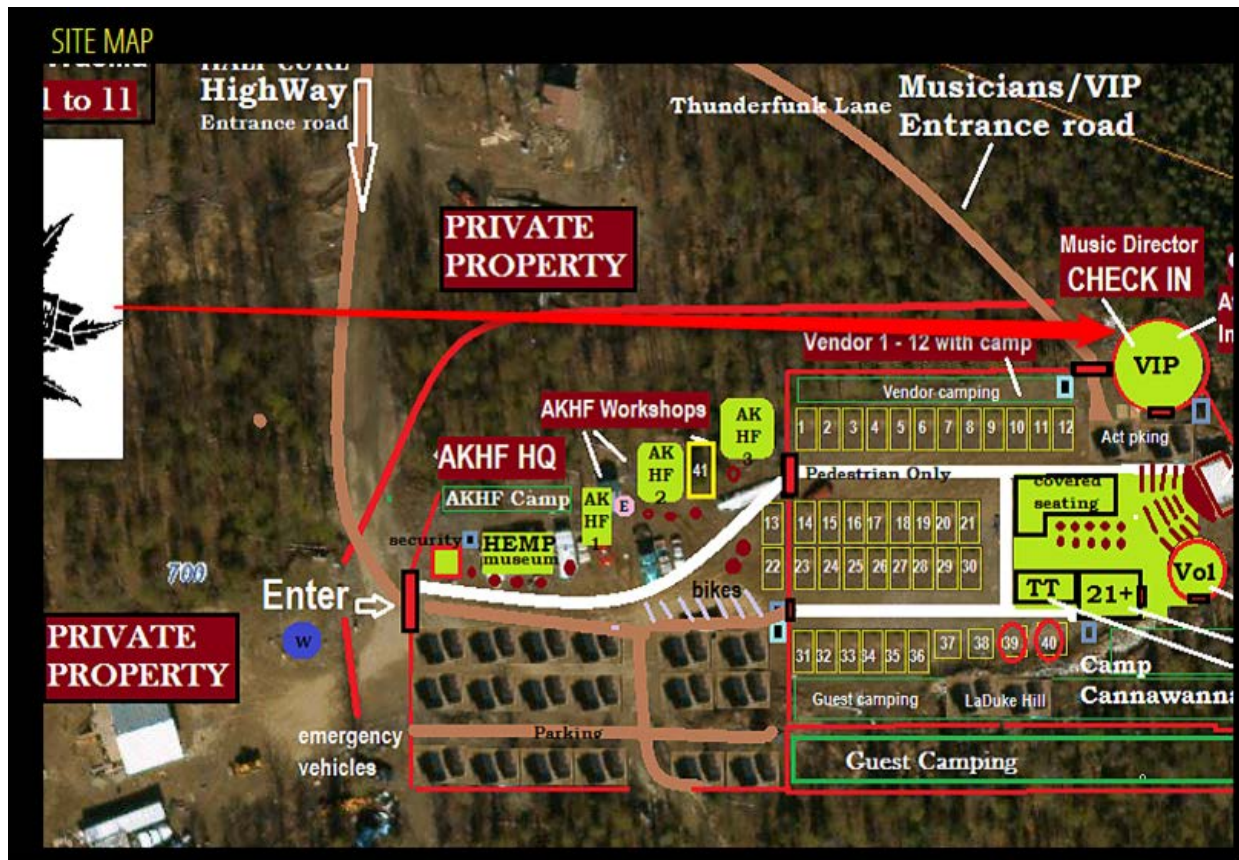 SITE MAP
1 to 11
HighWay
Entrance road
Thunderfunk Lane
Musicians/VIP
Entrance road
PRIVATE
PROPERTY
Music Director
CHECK IN
VIP
Vendor 1 - 12 with camp
Vendor camping
1 2 3 4 5 6 7 8 9 10 11 12
Act pking
AKHF Workshops
AK
HF
3
AK
HF
2
41
AKHF HQ
AKHF Camp
AK
HF
1
E
Pedestrian Only
covered
seating
security
HEMP
museum
13 14 15 16 17 18 19 20 21
22 23 24 25 26 27 28 29 30
700
Enter
W
bikes
TT
21+
Vol
PRIVATE
PROPERTY
31 32 33 34 35 36 37 38 39 40
Camp
Cannawanna
Guest camping
LaDuke Hill
Parking
emergency
vehicles
Guest Camping